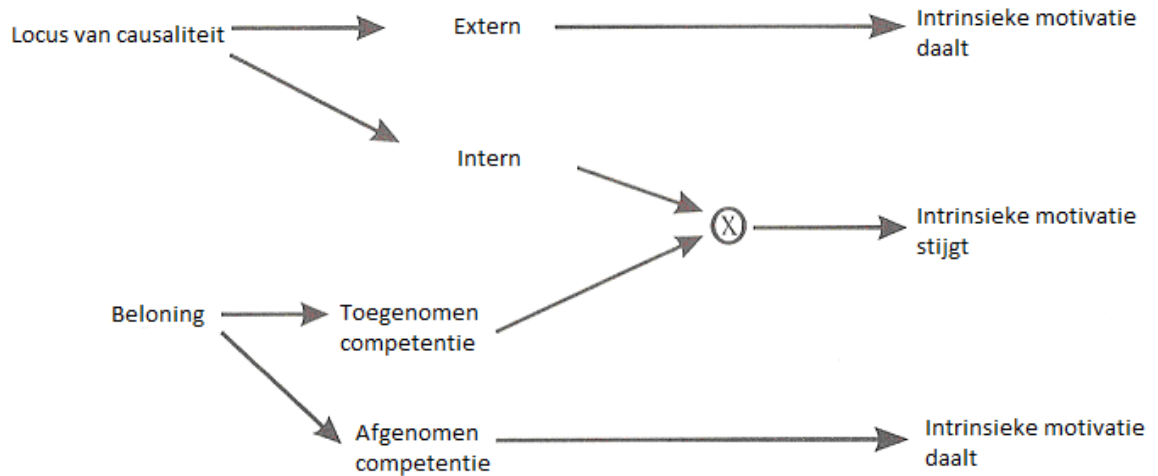 Locus van causaliteit
Extern
Intrinsieke motivatie
daalt
Intern
X
Intrinsieke motivatie
stijgt
Beloning
Toegenomen
competentie
Afgenomen
competentie
Intrinsieke motivatie
daalt